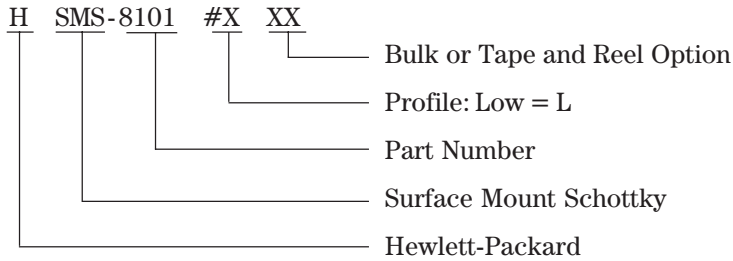 H SMS-8101 #X XX
Bulk or Tape and Reel Option
Profile: Low = L
Part Number
Surface Mount Schottky
Hewlett-Packard